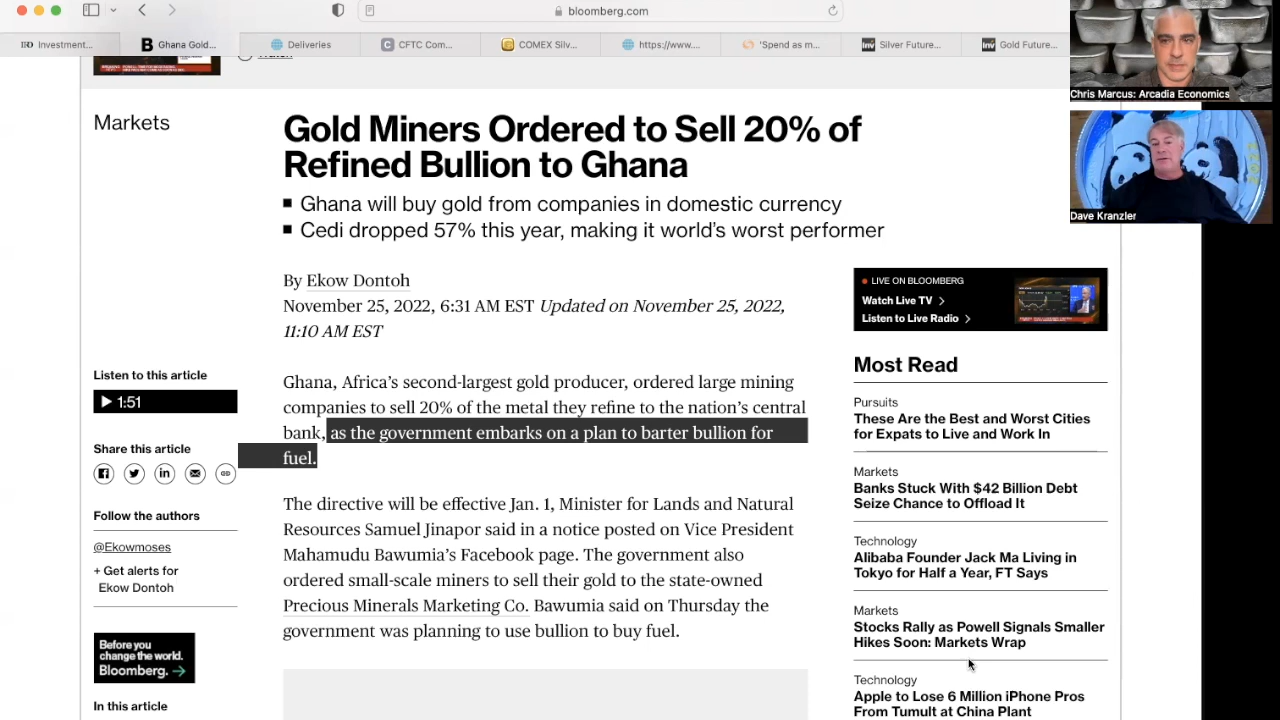 bloomberg.com
Investment...
Ghana Gold...
Deliveries
CFTC Com...
COMEX Silv...
https://www....
'Spend as m...
Silver Future...
Gold Future...
Chris Marcus: Arcadia Economics
Dave Kranzler
Markets
Gold Miners Ordered to Sell 20% of
Refined Bullion to Ghana
Ghana will buy gold from companies in domestic currency
Cedi dropped 57% this year, making it world's worst performer
By Ekow Dontoh
November 25, 2022, 6:31 AM EST Updated on November 25, 2022,
11:10 AM EST
Listen to this article
1:51
Share this article
Follow the authors
@Ekowmoses
+ Get alerts for
Ekow Dontoh
Before you
change the world.
Bloomberg.
In this article
Ghana, Africa's second-largest gold producer, ordered large mining
companies to sell 20% of the metal they refine to the nation's central
bank, as the government embarks on a plan to barter bullion for
fuel.
The directive will be effective Jan. 1, Minister for Lands and Natural
Resources Samuel Jinapor said in a notice posted on Vice President
Mahamudu Bawumia's Facebook page. The government also
ordered small-scale miners to sell their gold to the state-owned
Precious Minerals Marketing Co. Bawumia said on Thursday the
government was planning to use bullion to buy fuel.
LIVE ON BLOOMBERG
Watch Live TV
Listen to Live Radio
Most Read
Pursuits
These Are the Best and Worst Cities
for Expats to Live and Work In
Markets
Banks Stuck With $42 Billion Debt
Seize Chance to Offload It
Technology
Alibaba Founder Jack Ma Living in
Tokyo for Half a Year, FT Says
Markets
Stocks Rally as Powell Signals Smaller
Hikes Soon: Markets Wrap
Technology
Apple to Lose 6 Million iPhone Pros
From Tumult at China Plant